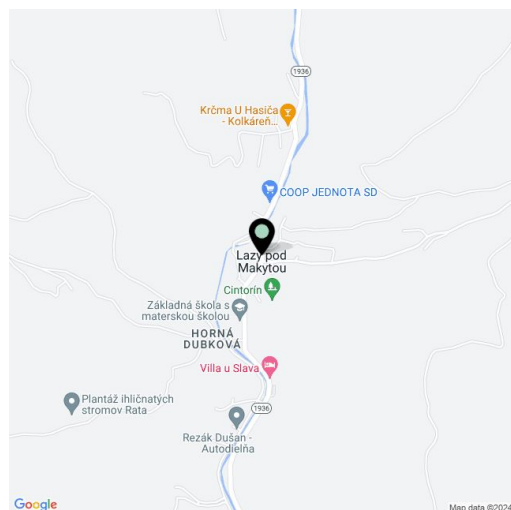 1936
Krčma U Hasiča
- Kolkáreň...
COOP JEDNOTA SD
Lazy pod
Makytou
Cintorín
Základná škola s
materskou školou
HORNÁ
DUBKOVÁ
Villa u Slava
Plantáž ihličnatých
stromov Rata
1936
Rezák Dušan -
Autodielňa
Google
Map data ©2024